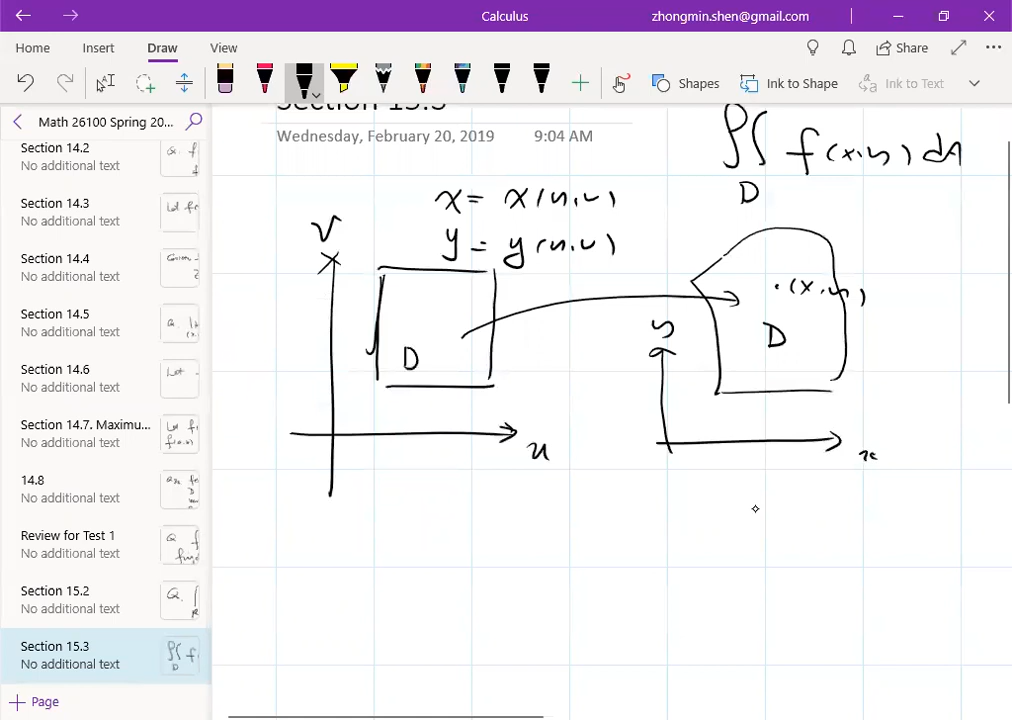 Calculus
zhongmin.shen@gmail.com
Home Insert Draw View
Share
Shapes
Ink to Shape
Ink to Text
Math 26100 Spring 20...
Section 14.2
No additional text
Section 14.3
No additional text
Section 14.4
No additional text
Section 14.5
No additional text
Section 14.6
No additional text
Section 14.7. Maximu...
No additional text
14.8
No additional text
Review for Test 1
No additional text
Section 15.2
No additional text
Section 15.3
No additional text
Page
Section 15.3
Wednesday, February 20, 2019 9:04 AM
∬ f(x,y) dA
D
x = x(u,v)
y = y(u,v)
v
D
u
(x,y)
D
y
x